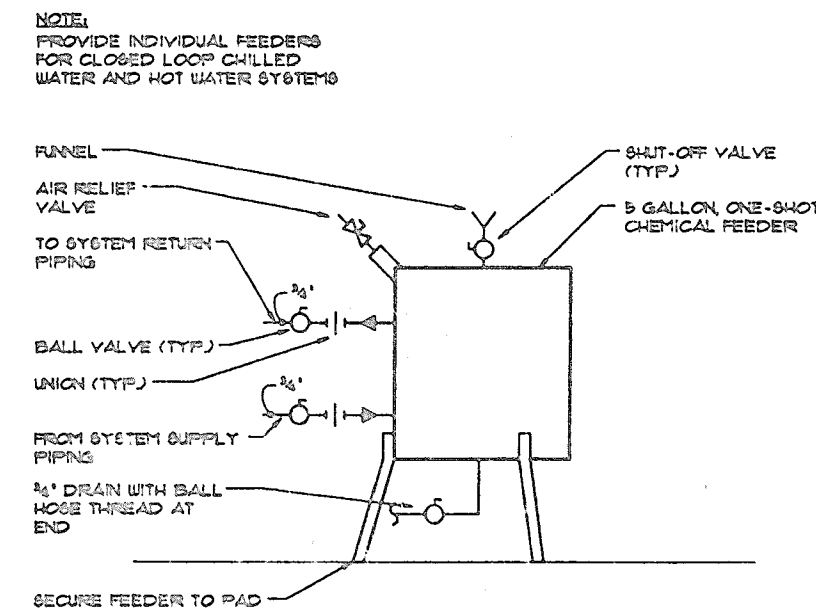 NOTE:
PROVIDE INDIVIDUAL FEEDERS
FOR CLOSED LOOP CHILLED
WATER AND HOT WATER SYSTEMS
FUNNEL
AIR RELIEF
VALVE
TO SYSTEM RETURN
PIPING
3/4"
BALL VALVE (TYP.)
UNION (TYP.)
3/4"
FROM SYSTEM SUPPLY
PIPING
3/4" DRAIN WITH BALL
HOSE THREAD AT
END
SECURE FEEDER TO PAD
SHUT-OFF VALVE
(TYP.)
5 GALLON, ONE-SHOT
CHEMICAL FEEDER